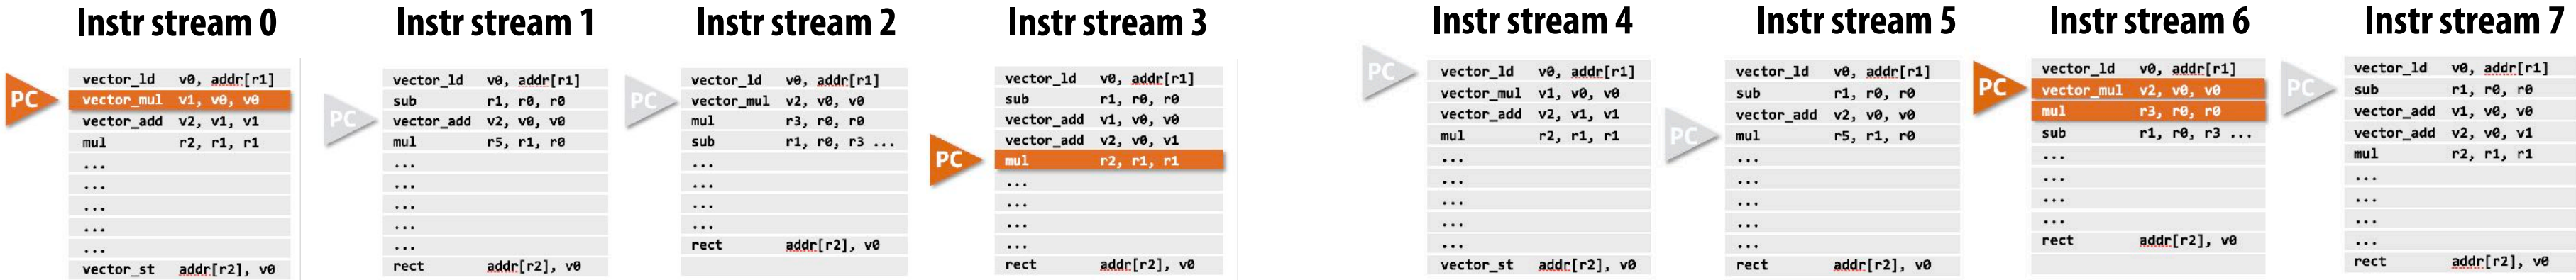 Instr stream 0
PC
vector_ld v0, addr[r1]
vector_mul v1, v0, v0
vector_add v2, v1, v1
mul r2, r1, r1
...
...
...
...
...
vector_st addr[r2], v0
Instr stream 1
PC
vector_ld v0, addr[r1]
sub r1, r0, r0
vector_add v2, v0, v0
mul r5, r1, r0
...
...
...
...
...
rect addr[r2], v0
Instr stream 2
PC
vector_ld v0, addr[r1]
vector_mul v2, v0, v0
mul r3, r0, r0
sub r1, r0, r3 ...
...
...
...
...
rect addr[r2], v0
Instr stream 3
PC
vector_ld v0, addr[r1]
sub r1, r0, r0
vector_add v1, v0, v0
vector_add v2, v0, v1
mul r2, r1, r1
...
...
...
...
rect addr[r2], v0
Instr stream 4
PC
vector_ld v0, addr[r1]
vector_mul v1, v0, v0
vector_add v2, v1, v1
mul r2, r1, r1
...
...
...
...
...
vector_st addr[r2], v0
Instr stream 5
PC
vector_ld v0, addr[r1]
sub r1, r0, r0
vector_add v2, v0, v0
mul r5, r1, r0
...
...
...
...
...
rect addr[r2], v0
Instr stream 6
PC
vector_ld v0, addr[r1]
vector_mul v2, v0, v0
mul r3, r0, r0
sub r1, r0, r3 ...
...
...
...
...
rect addr[r2], v0
Instr stream 7
PC
vector_ld v0, addr[r1]
sub r1, r0, r0
vector_add v1, v0, v0
vector_add v2, v0, v1
mul r2, r1, r1
...
...
...
...
rect addr[r2], v0